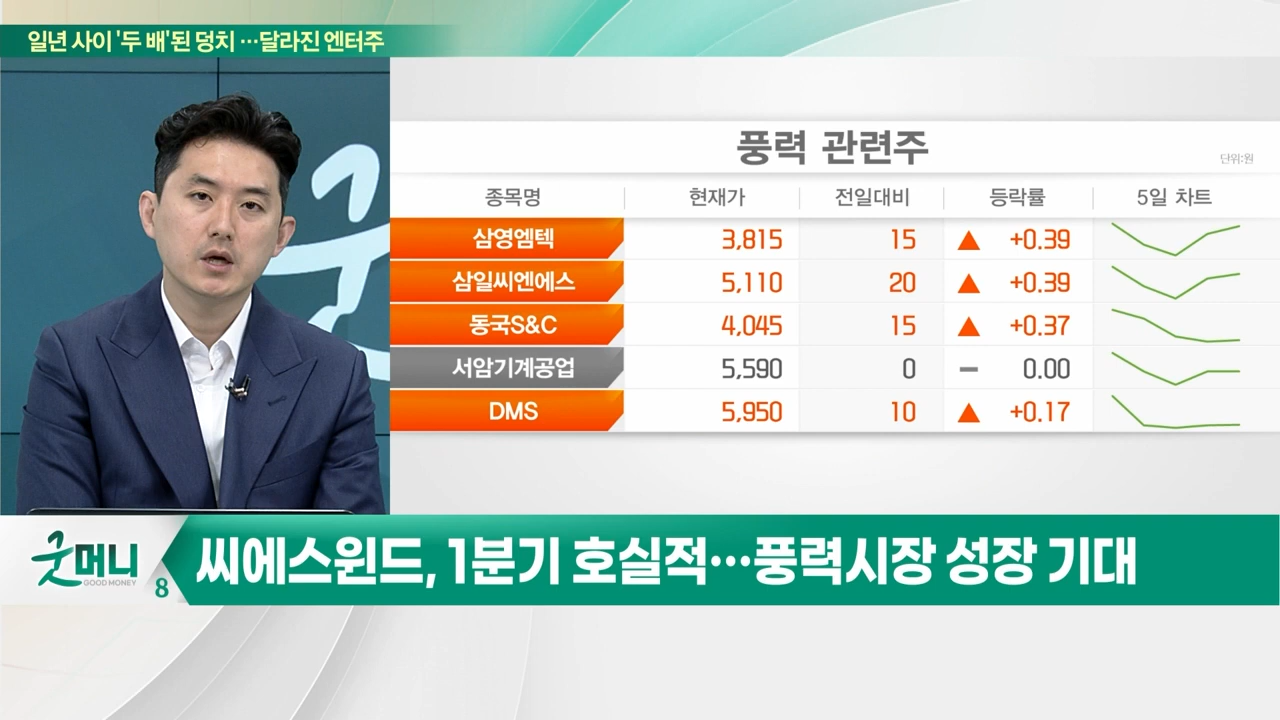 일년 사이 '두 배'된 덩치 …달라진 엔터주
풍력 관련주
단위:원
종목명 현재가 전일대비 등락률 5일 차트
삼영엠텍 3,815 15 ▲ +0.39
삼일씨엔에스 5,110 20 ▲ +0.39
동국S&C 4,045 15 ▲ +0.37
서암기계공업 5,590 0 – 0.00
DMS 5,950 10 ▲ +0.17
굿머니
GOOD MONEY
8
씨에스윈드, 1분기 호실적…풍력시장 성장 기대